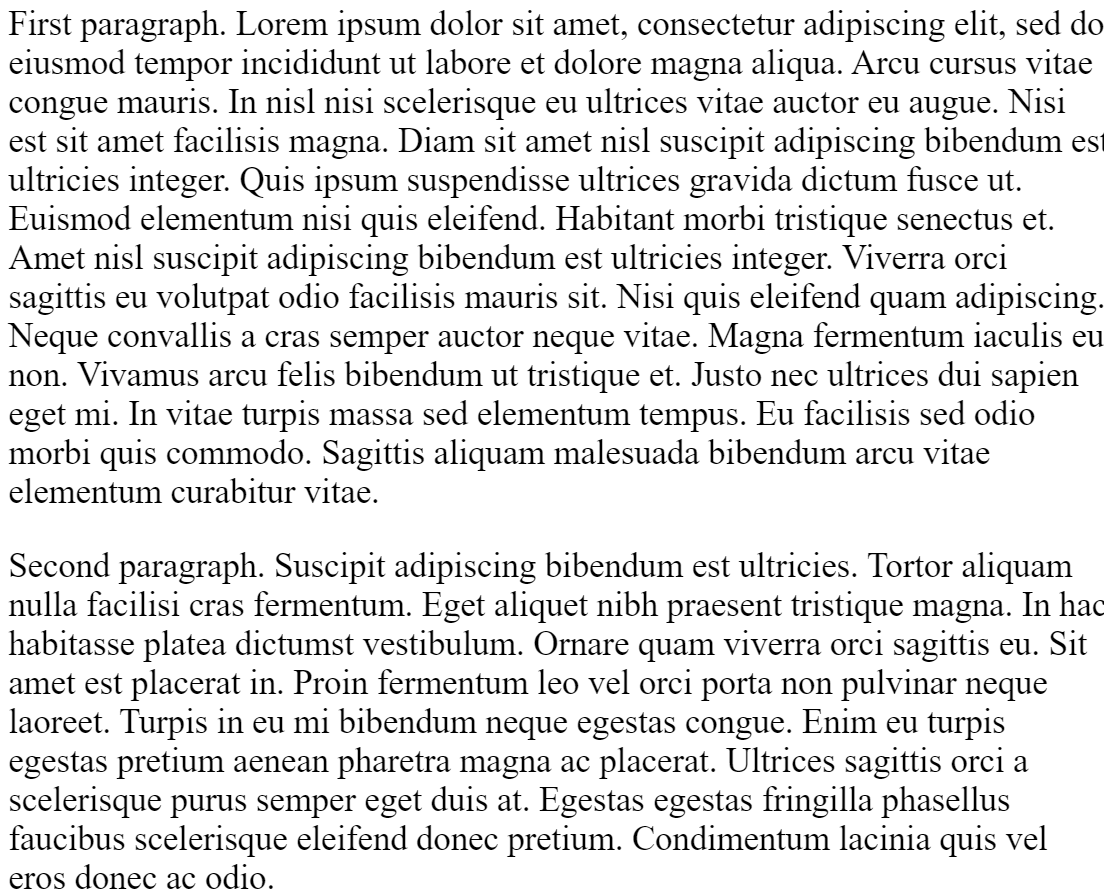 First paragraph. Lorem ipsum dolor sit amet, consectetur adipiscing elit, sed do
eiusmod tempor incididunt ut labore et dolore magna aliqua. Arcu cursus vitae
congue mauris. In nisl nisi scelerisque eu ultrices vitae auctor eu augue. Nisi
est sit amet facilisis magna. Diam sit amet nisl suscipit adipiscing bibendum est
ultricies integer. Quis ipsum suspendisse ultrices gravida dictum fusce ut.
Euismod elementum nisi quis eleifend. Habitant morbi tristique senectus et.
Amet nisl suscipit adipiscing bibendum est ultricies integer. Viverra orci
sagittis eu volutpat odio facilisis mauris sit. Nisi quis eleifend quam adipiscing.
Neque convallis a cras semper auctor neque vitae. Magna fermentum iaculis eu
non. Vivamus arcu felis bibendum ut tristique et. Justo nec ultrices dui sapien
eget mi. In vitae turpis massa sed elementum tempus. Eu facilisis sed odio
morbi quis commodo. Sagittis aliquam malesuada bibendum arcu vitae
elementum curabitur vitae.
Second paragraph. Suscipit adipiscing bibendum est ultricies. Tortor aliquam
nulla facilisi cras fermentum. Eget aliquet nibh praesent tristique magna. In hac
habitasse platea dictumst vestibulum. Ornare quam viverra orci sagittis eu. Sit
amet est placerat in. Proin fermentum leo vel orci porta non pulvinar neque
laoreet. Turpis in eu mi bibendum neque egestas congue. Enim eu turpis
egestas pretium aenean pharetra magna ac placerat. Ultrices sagittis orci a
scelerisque purus semper eget duis at. Egestas egestas fringilla phasellus
faucibus scelerisque eleifend donec pretium. Condimentum lacinia quis vel
eros donec ac odio.